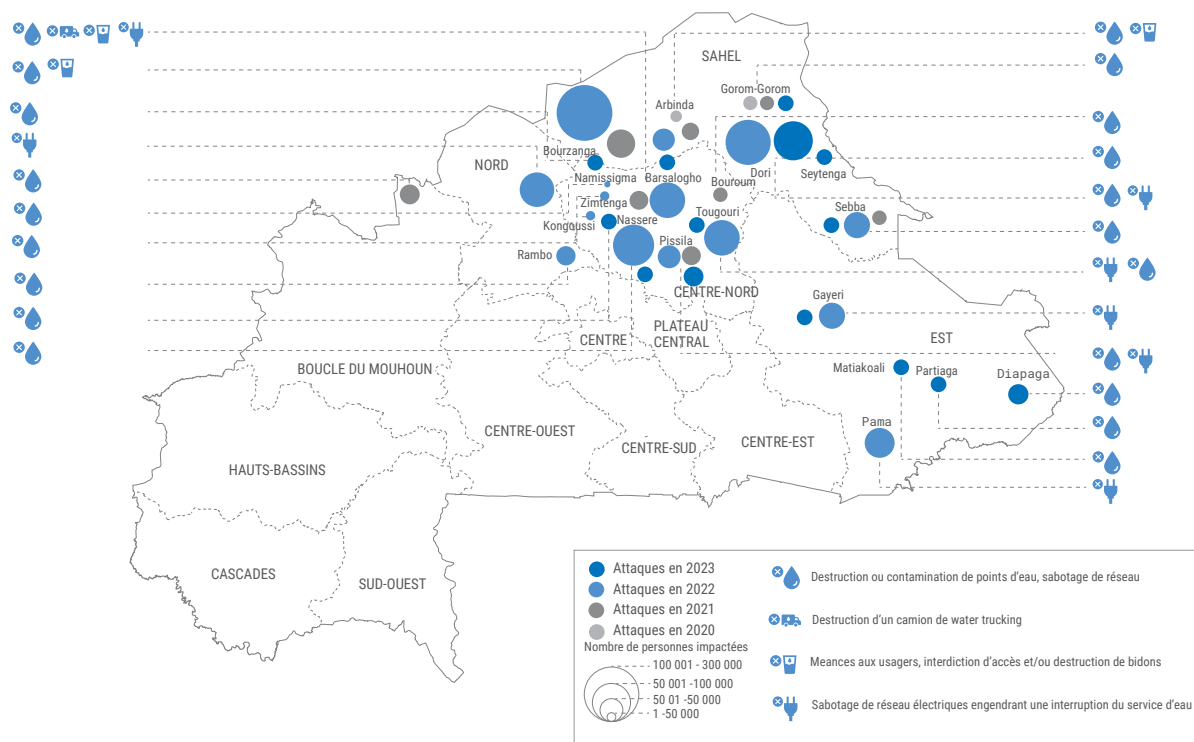 SAHEL
Gorom-Gorom
Arbinda
NORD
Bourzanga
Dori
Seytenga
Namissigma
Barsalogho
Bouroum
Zimtenga
Sebba
Kongoussi
Nassere
Tougouri
Rambo
Pissila
CENTRE-NORD
Gayeri
CENTRE
PLATEAU
CENTRAL
EST
BOUCLE DU MOUHOUN
Matiakoali
Partiaga
Diapaga
CENTRE-OUEST
CENTRE-SUD
CENTRE-EST
Pama
HAUTS-BASSINS
CASCADES
SUD-OUEST
Attaques en 2023
Attaques en 2022
Attaques en 2021
Attaques en 2020
Nombre de personnes impactées
100 001 - 300 000
50 001 -100 000
50 01 -50 000
1 -50 000
Destruction ou contamination de points d'eau, sabotage de réseau
Destruction d'un camion de water trucking
Meances aux usagers, interdiction d'accès et/ou destruction de bidons
Sabotage de réseau électriques engendrant une interruption du service d'eau